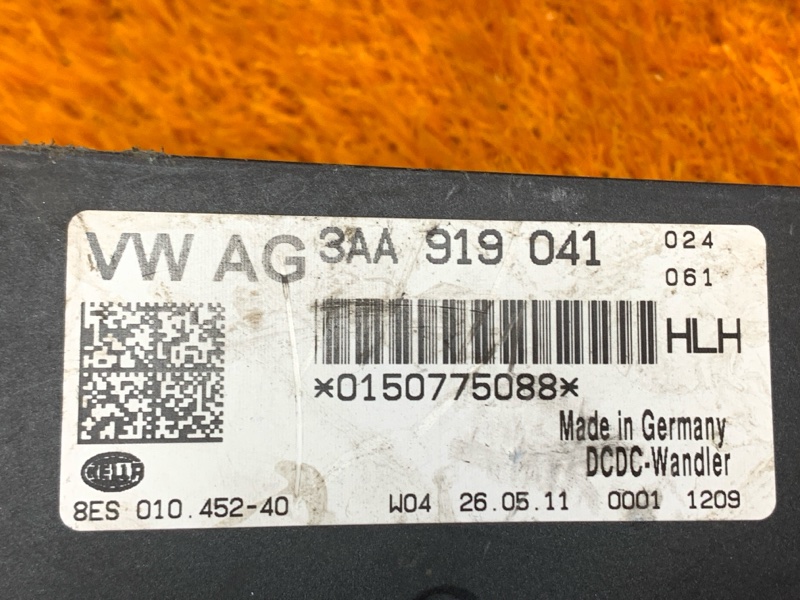 VW AG 3AA 919 041 024
061
HLH
*0150775088*
Made in Germany
DCDC-Wandler
HELLA
8ES 010.452-40 W04 26.05.11 0001 1209